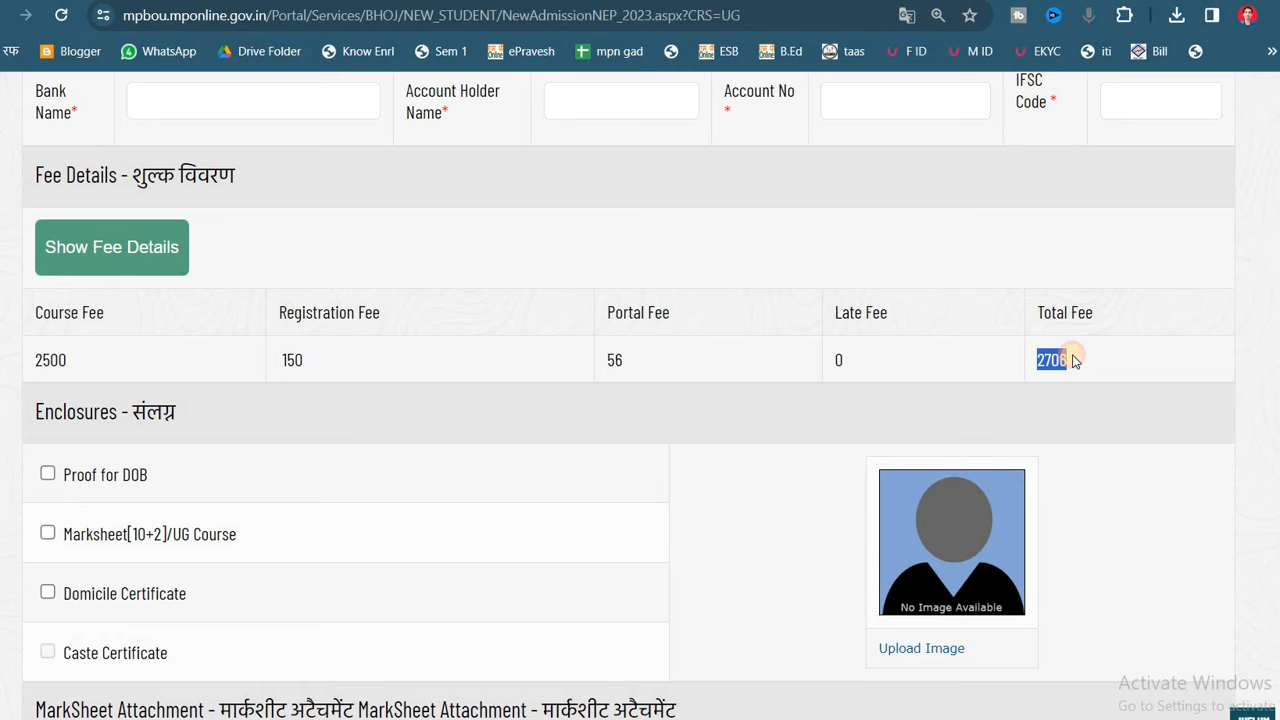 mpbou.mponline.gov.in/Portal/Services/BHOJ/NEW_STUDENT/NewAdmissionNEP_2023.aspx?CRS=UG
रफ Blogger WhatsApp Drive Folder Know Enrl Sem 1 ePravesh mpn gad ESB B.Ed taas F ID M ID EKYC iti Bill »
Bank Name* Account Holder Name* Account No * IFSC Code *
Fee Details - शुल्क विवरण
Show Fee Details
Course Fee Registration Fee Portal Fee Late Fee Total Fee
2500 150 56 0 2706
Enclosures - संलग्न
Proof for DOB
Marksheet[10+2]/UG Course
Domicile Certificate
Caste Certificate
No Image Available
Upload Image
MarkSheet Attachment - मार्कशीट अटैचमेंट MarkSheet Attachment - मार्कशीट अटैचमेंट
Activate Windows
Go to Settings to activate